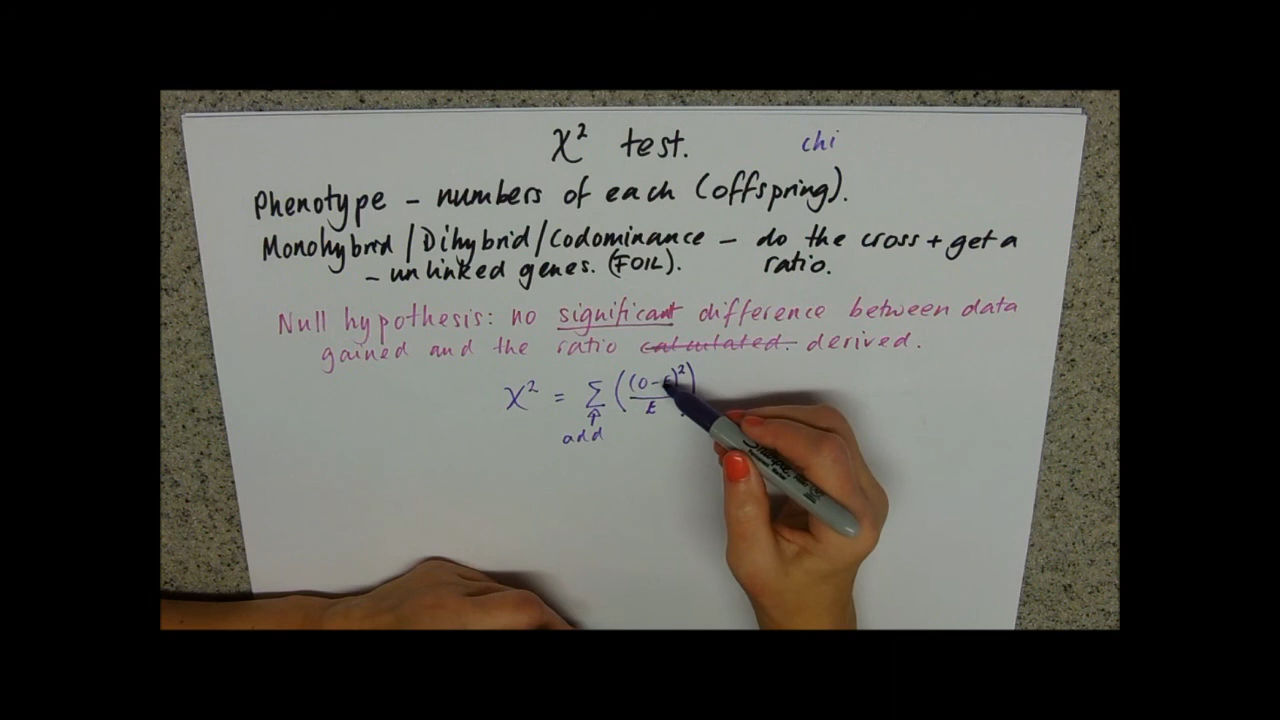 χ² test. chi
Phenotype – numbers of each (offspring).
Monohybrid / Dihybrid / Codominance – do the cross + get a
– unlinked genes. (FOIL). ratio.
Null hypothesis: no significant difference between data
gained and the ratio calculated. derived.
χ² = Σ ((O–E)²/E)
add
Sharpie